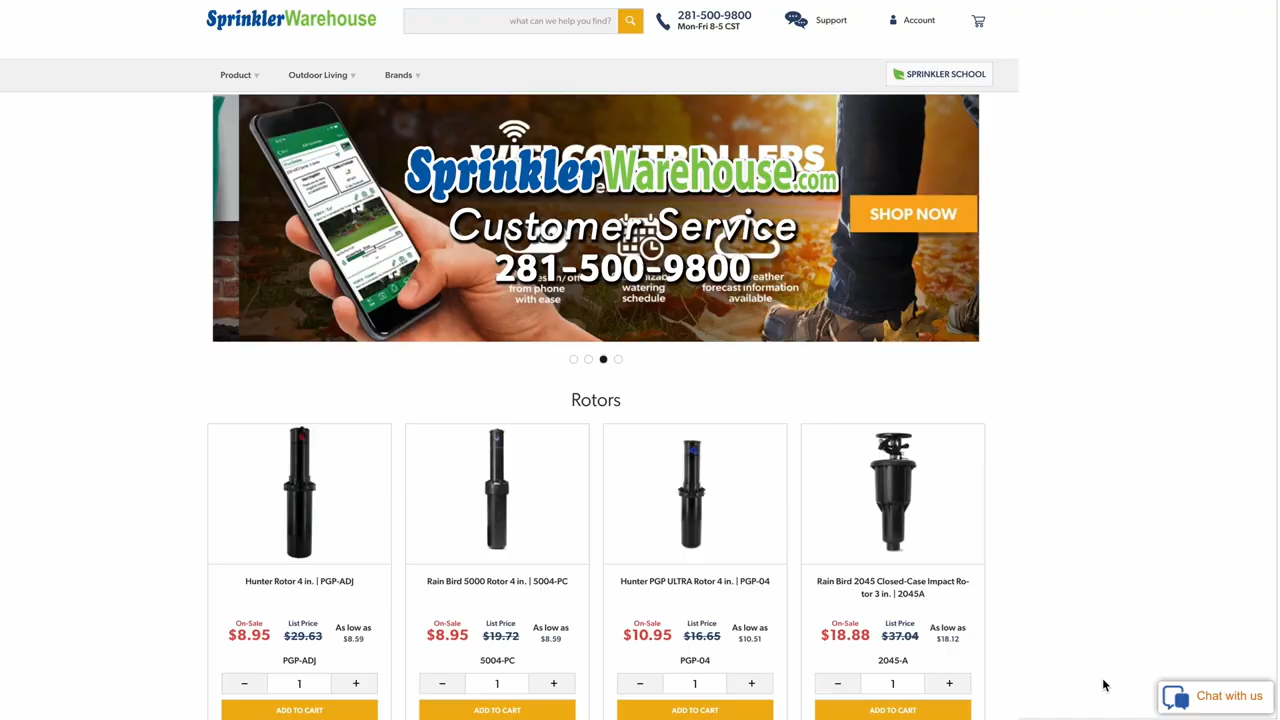 SprinklerWarehouse
what can we help you find?
281-500-9800
Mon-Fri 8-5 CST
Support
Account
Product
Outdoor Living
Brands
SPRINKLER SCHOOL
WIFI CONTROLLERS
SprinklerWarehouse.com
Customer Service
281-500-9800
SHOP NOW
from phone
with ease
watering
schedule
forecast information
available
Rotors
Hunter Rotor 4 in. | PGP-ADJ
On-Sale List Price As low as
$8.95 $29.63 $8.59
PGP-ADJ
− 1 +
ADD TO CART
Rain Bird 5000 Rotor 4 in. | 5004-PC
On-Sale List Price As low as
$8.95 $19.72 $8.59
5004-PC
− 1 +
ADD TO CART
Hunter PGP ULTRA Rotor 4 in. | PGP-04
On-Sale List Price As low as
$10.95 $16.65 $10.51
PGP-04
− 1 +
ADD TO CART
Rain Bird 2045 Closed-Case Impact Ro-
tor 3 in. | 2045A
On-Sale List Price As low as
$18.88 $37.04 $18.12
2045-A
− 1 +
ADD TO CART
Chat with us